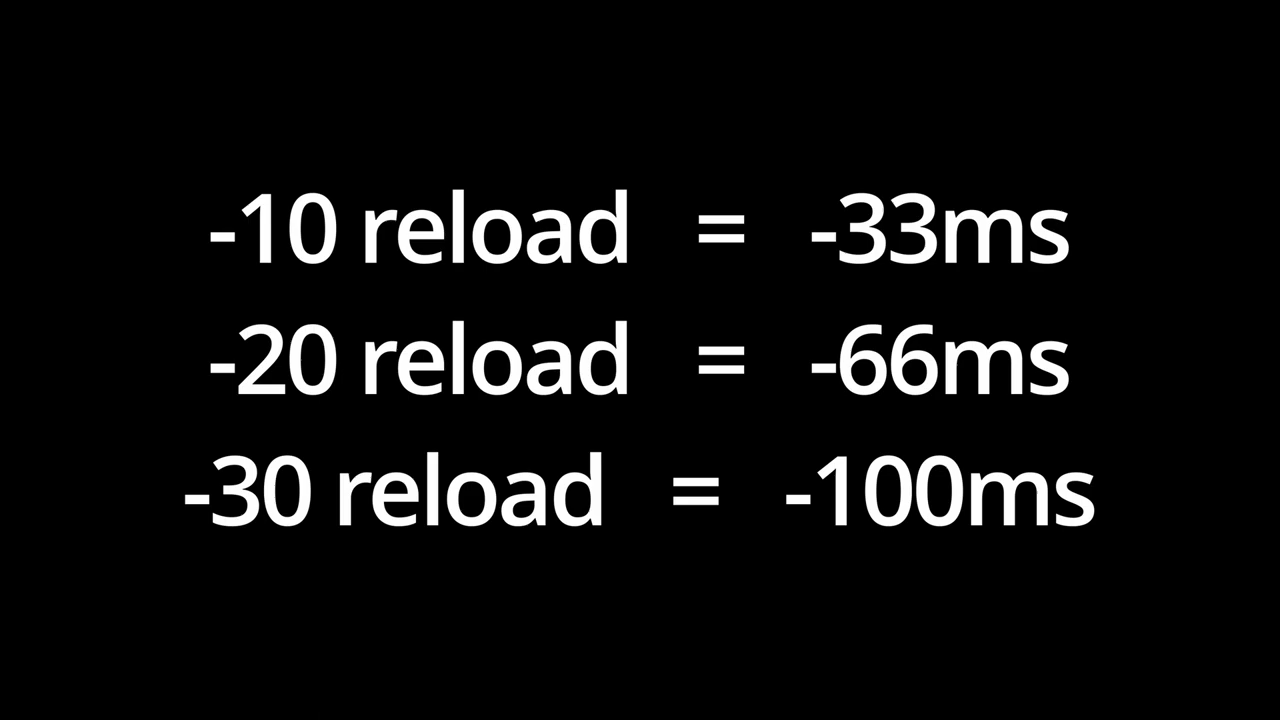 -10 reload = -33ms
-20 reload = -66ms
-30 reload = -100ms